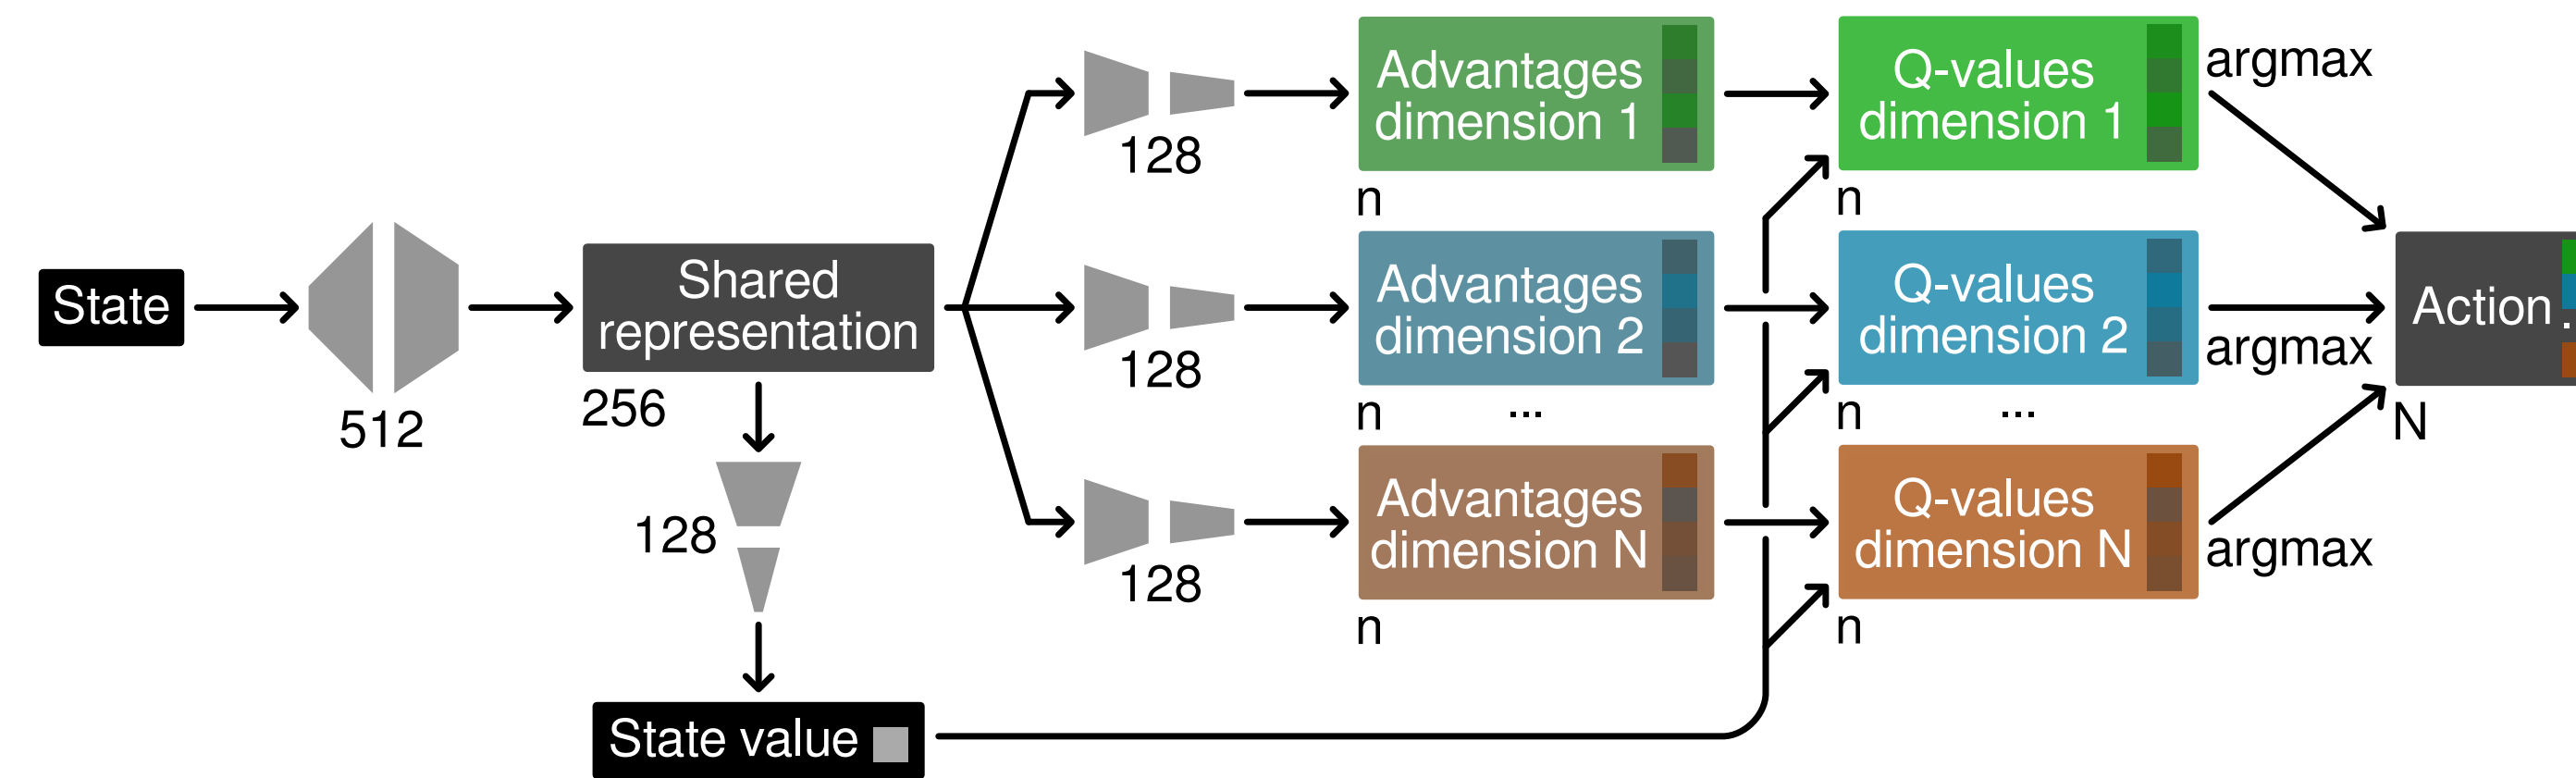 State
512
Shared
representation
256
128
State value
128
128
128
Advantages
dimension 1
n
Advantages
dimension 2
n
...
Advantages
dimension N
n
Q-values
dimension 1
n
Q-values
dimension 2
n
...
Q-values
dimension N
n
argmax
argmax
argmax
Action
N